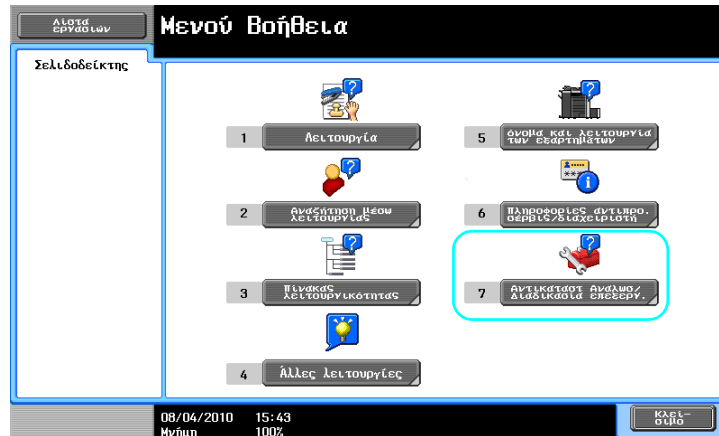 Λίστα
εργασιών
Μενού Βοήθεια
Σελιδοδείκτης
1 Λειτουργία
5 όνομα και λειτουργία
των εξαρτημάτων
2 Αναζήτηση μέσω
λειτουργίας
6 Πληροφορίες αντιπρο.
σέρβις/διαχειριστή
3 Πίνακας
λειτουργικότητας
7 Αντικαταστ Αναλωσ/
Διαδικασία επεξεργ.
4 Άλλες λειτουργίες
08/04/2010 15:43
Μνήμη 100%
Κλεί-
σιμο